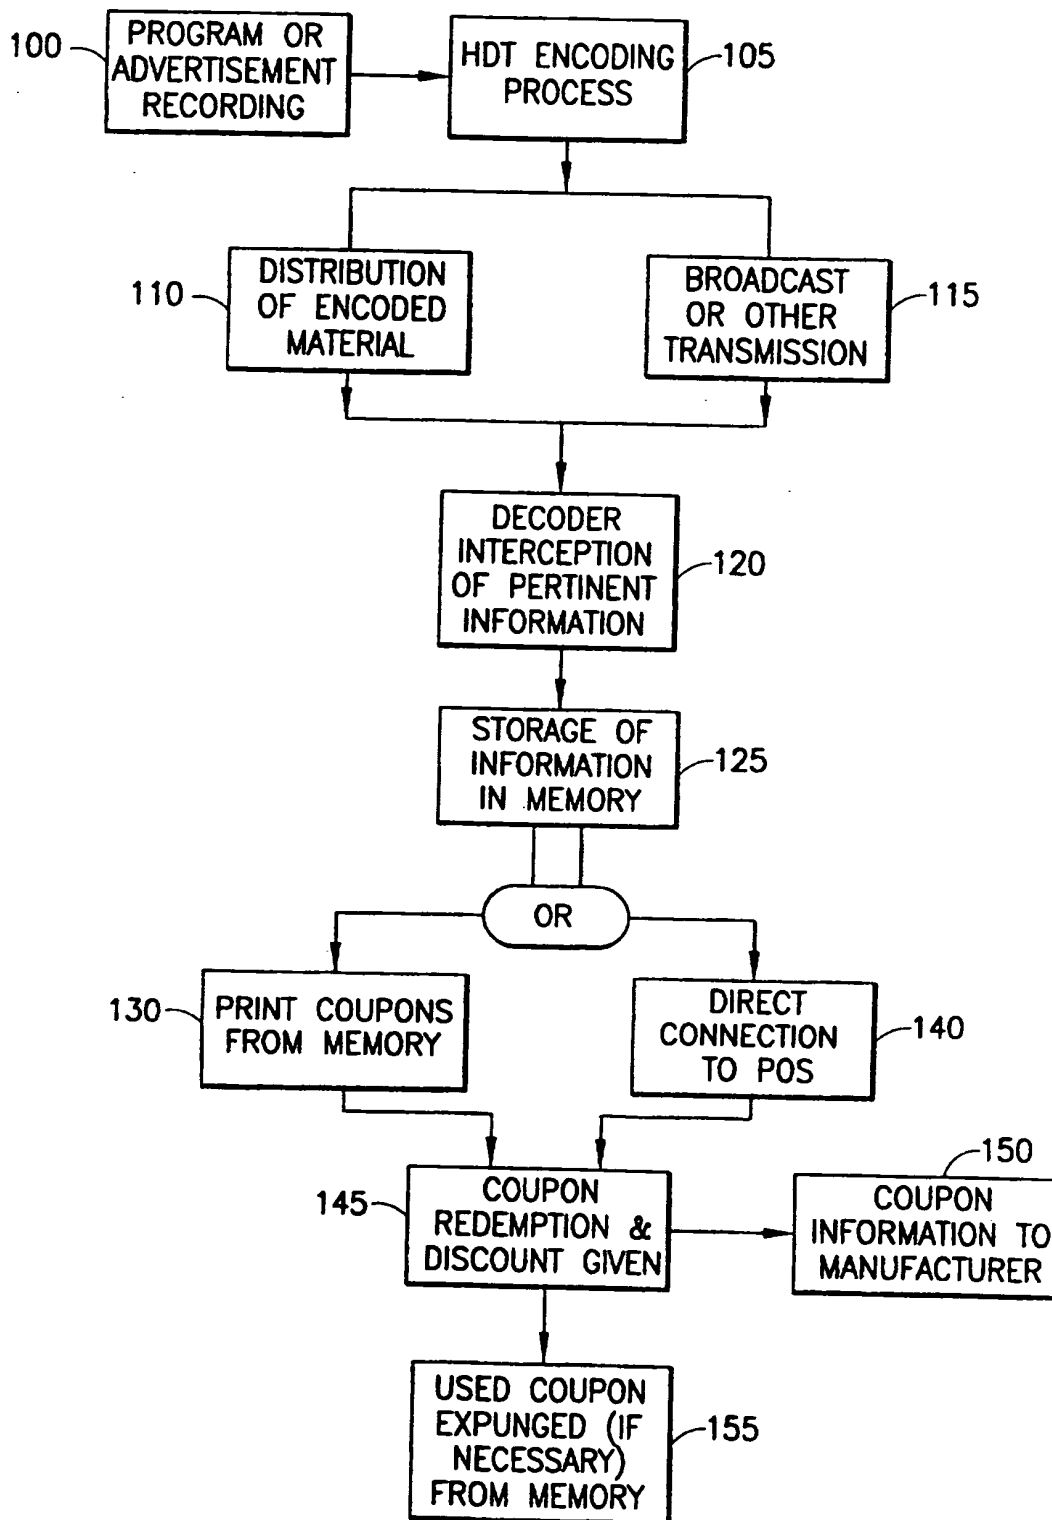 100
PROGRAM OR
ADVERTISEMENT
RECORDING
HDT ENCODING
PROCESS
105
110
DISTRIBUTION
OF ENCODED
MATERIAL
BROADCAST
OR OTHER
TRANSMISSION
115
DECODER
INTERCEPTION
OF PERTINENT
INFORMATION
120
STORAGE OF
INFORMATION
IN MEMORY
125
OR
130
PRINT COUPONS
FROM MEMORY
DIRECT
CONNECTION
TO POS
140
145
COUPON
REDEMPTION &
DISCOUNT GIVEN
150
COUPON
INFORMATION TO
MANUFACTURER
USED COUPON
EXPUNGED (IF
NECESSARY)
FROM MEMORY
155